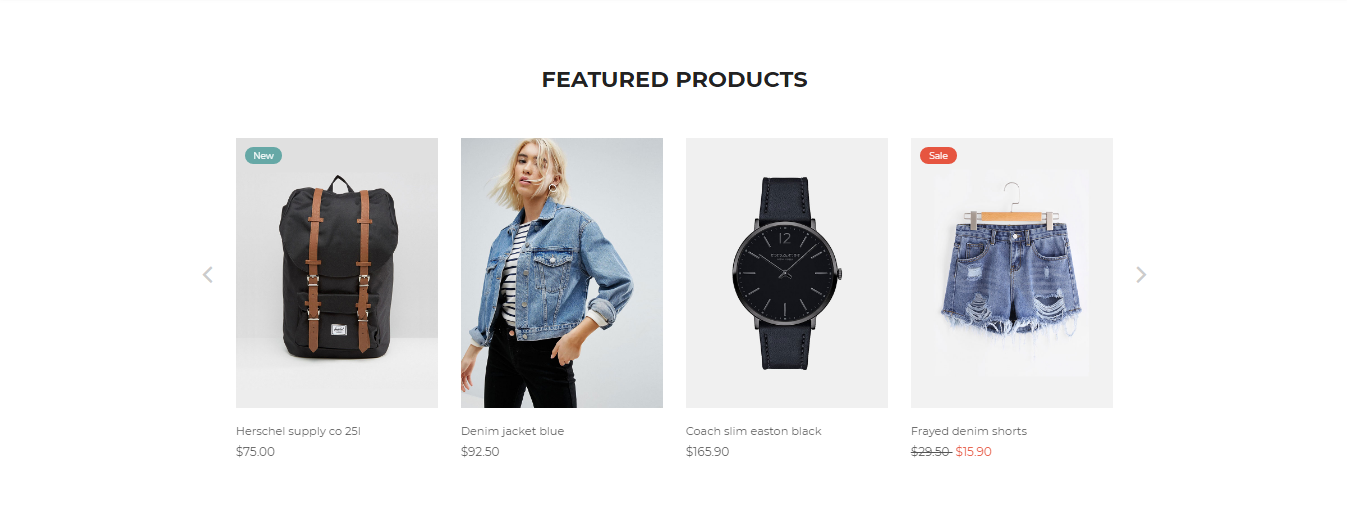 FEATURED PRODUCTS
New
Sale
12
Herschel supply co 25l
$75.00
Denim jacket blue
$92.50
Coach slim easton black
$165.90
Frayed denim shorts
$29.50 $15.90